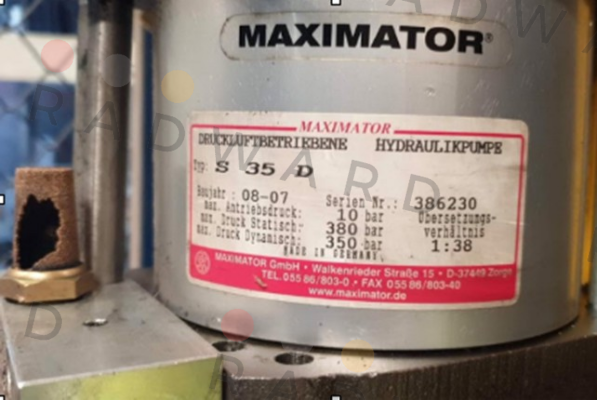 MAXIMATOR®
MAXIMATOR
DRUCKLUFTBETRIEBENE HYDRAULIKPUMPE
Typ: S 35 D
Baujahr : 08-07 Serien Nr.: 386230
max. Antriebsdruck: 10 bar Übersetzungs-
max. Druck Statisch: 380 bar verhältnis
max. Druck Dynamisch: 350 bar 1:38
MADE IN GERMANY
MAXIMATOR GmbH • Walkenrieder Straße 15 • D-37449 Zorge
TEL. 055 86/803-0 • FAX 055 86/803-40
www.maximator.de
RADWARD